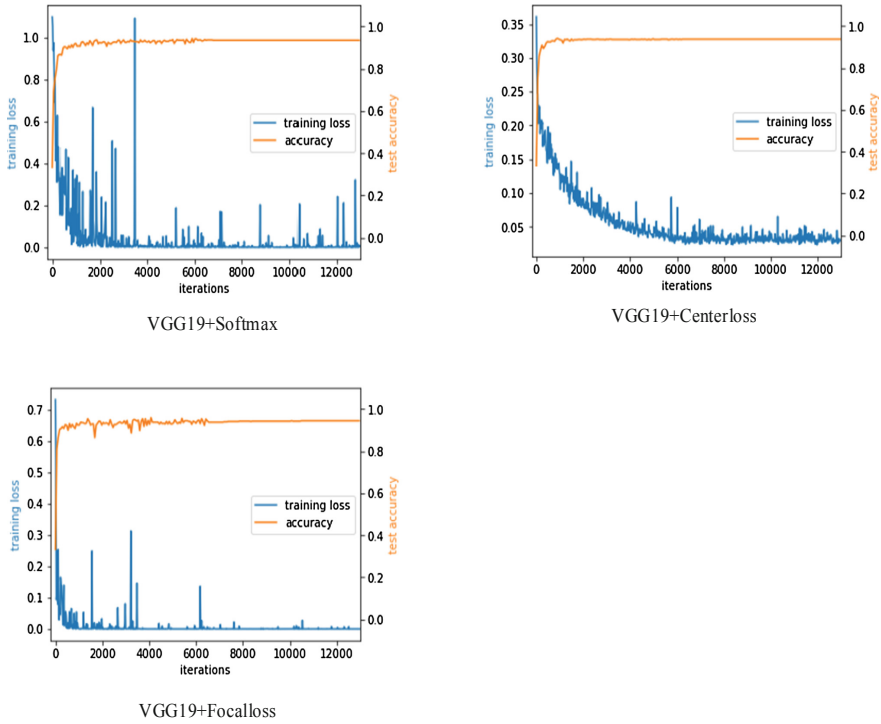 1.0
0.8
0.6
0.4
0.2
0.0
training loss
1.0
0.8
0.6
0.4
0.2
0.0
test accuracy
training loss
accuracy
0 2000 4000 6000 8000 10000 12000
iterations
VGG19+Softmax
0.35
0.30
0.25
0.20
0.15
0.10
0.05
training loss
1.0
0.8
0.6
0.4
0.2
0.0
test accuracy
training loss
accuracy
0 2000 4000 6000 8000 10000 12000
iterations
VGG19+Centerloss
0.7
0.6
0.5
0.4
0.3
0.2
0.1
0.0
training loss
1.0
0.8
0.6
0.4
0.2
0.0
test accuracy
training loss
accuracy
0 2000 4000 6000 8000 10000 12000
iterations
VGG19+Focalloss